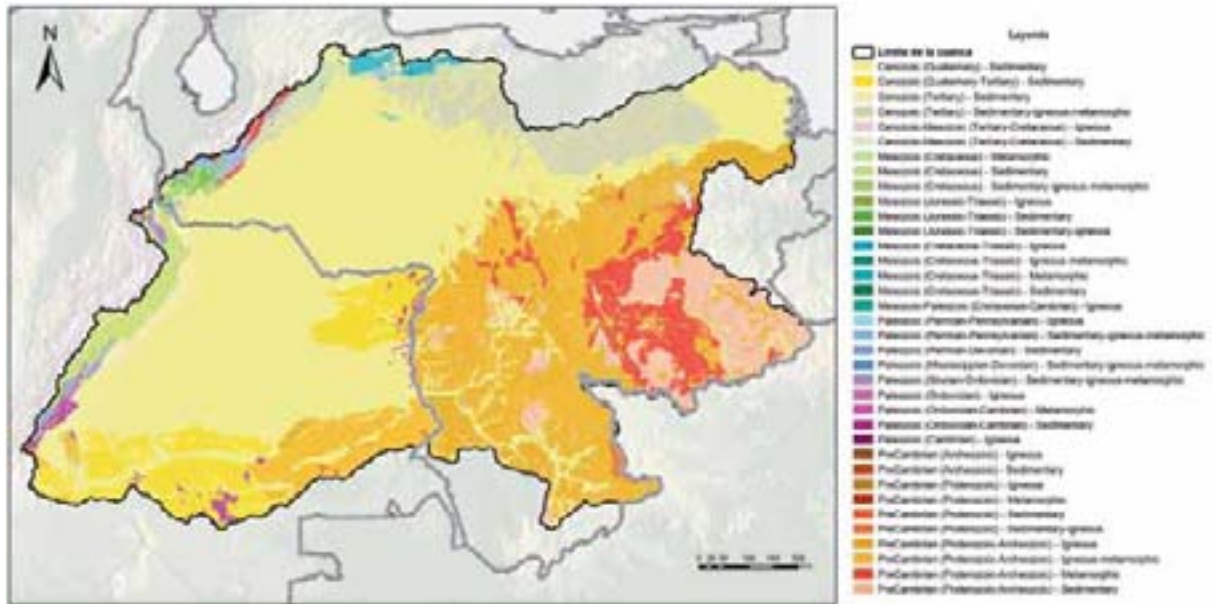 N
Leyenda
Límite de la cuenca
Cenozoic (Quaternary) - Sedimentary
Cenozoic (Quaternary-Tertiary) - Sedimentary
Cenozoic (Tertiary) - Sedimentary
Cenozoic (Tertiary) - Sedimentary-igneous-metamorphic
Cenozoic-Mesozoic (Tertiary-Cretaceous) - Igneous
Cenozoic-Mesozoic (Tertiary-Cretaceous) - Sedimentary
Mesozoic (Cretaceous) - Metamorphic
Mesozoic (Cretaceous) - Sedimentary
Mesozoic (Cretaceous) - Sedimentary-igneous-metamorphic
Mesozoic (Jurassic-Triassic) - Igneous
Mesozoic (Jurassic-Triassic) - Sedimentary
Mesozoic (Jurassic-Triassic) - Sedimentary-igneous
Mesozoic (Cretaceous-Triassic) - Igneous
Mesozoic (Cretaceous-Triassic) - Igneous-metamorphic
Mesozoic (Cretaceous-Triassic) - Metamorphic
Mesozoic (Cretaceous-Triassic) - Sedimentary
Mesozoic-Paleozoic (Cretaceous-Cambrian) - Igneous
Paleozoic (Permian-Pennsylvanian) - Igneous
Paleozoic (Permian-Pennsylvanian) - Sedimentary-igneous-metamorphic
Paleozoic (Permian-Devonian) - Sedimentary
Paleozoic (Mississippian-Devonian) - Sedimentary-igneous-metamorphic
Paleozoic (Silurian-Ordovician) - Sedimentary-igneous-metamorphic
Paleozoic (Ordovician) - Igneous
Paleozoic (Ordovician-Cambrian) - Metamorphic
Paleozoic (Ordovician-Cambrian) - Sedimentary
Paleozoic (Cambrian) - Igneous
PreCambrian (Archeozoic) - Igneous
PreCambrian (Archeozoic) - Sedimentary
PreCambrian (Proterozoic) - Igneous
PreCambrian (Proterozoic) - Metamorphic
PreCambrian (Proterozoic) - Sedimentary
PreCambrian (Proterozoic) - Sedimentary-igneous
PreCambrian (Proterozoic-Archeozoic) - Igneous
PreCambrian (Proterozoic-Archeozoic) - Igneous-metamorphic
PreCambrian (Proterozoic-Archeozoic) - Metamorphic
PreCambrian (Proterozoic-Archeozoic) - Sedimentary